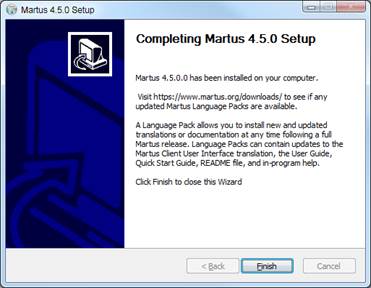 Martus 4.5.0 Setup
Completing Martus 4.5.0 Setup
Martus 4.5.0.0 has been installed on your computer.
Visit https://www.martus.org/downloads/ to see if any
updated Martus Language Packs are available.
A Language Pack allows you to install new and updated
translations or documentation at any time following a full
Martus release. Language Packs can contain updates to the
Martus Client User Interface translation, the User Guide,
Quick Start Guide, README file, and in-program help.
Click Finish to close this Wizard
< Back Finish Cancel